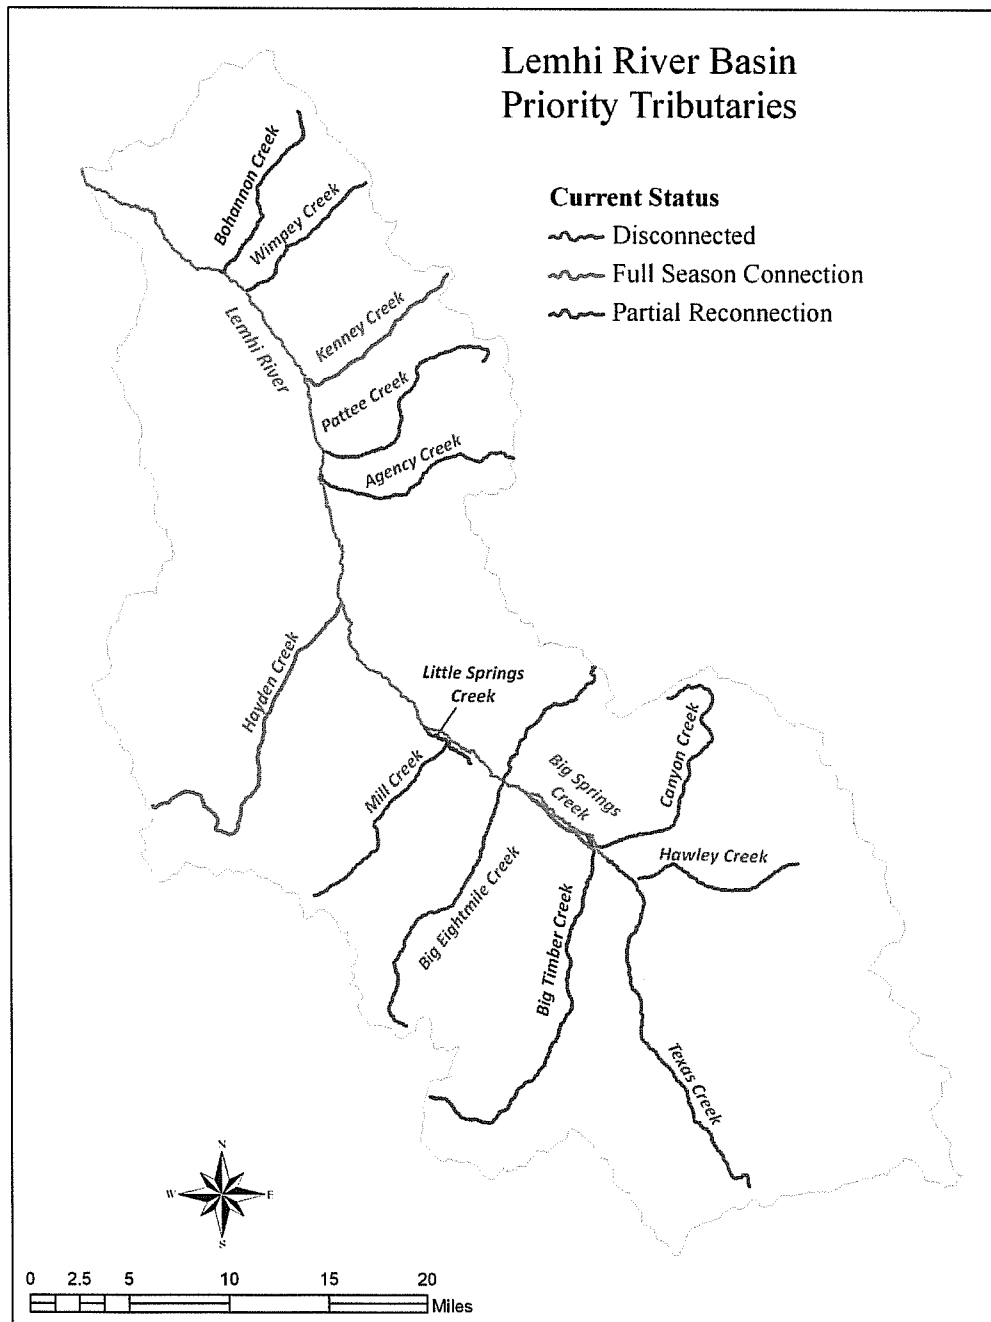 Lemhi River Basin
Priority Tributaries
Current Status
Disconnected
Full Season Connection
Partial Reconnection
Bohannon Creek
Wimpey Creek
Lemhi River
Kenney Creek
Pattee Creek
Agency Creek
Hayden Creek
Little Springs
Creek
Mill Creek
Big Springs
Creek
Canyon Creek
Hawley Creek
Big Eightmile Creek
Big Timber Creek
Texas Creek
N
W E
S
0 2.5 5 10 15 20
Miles